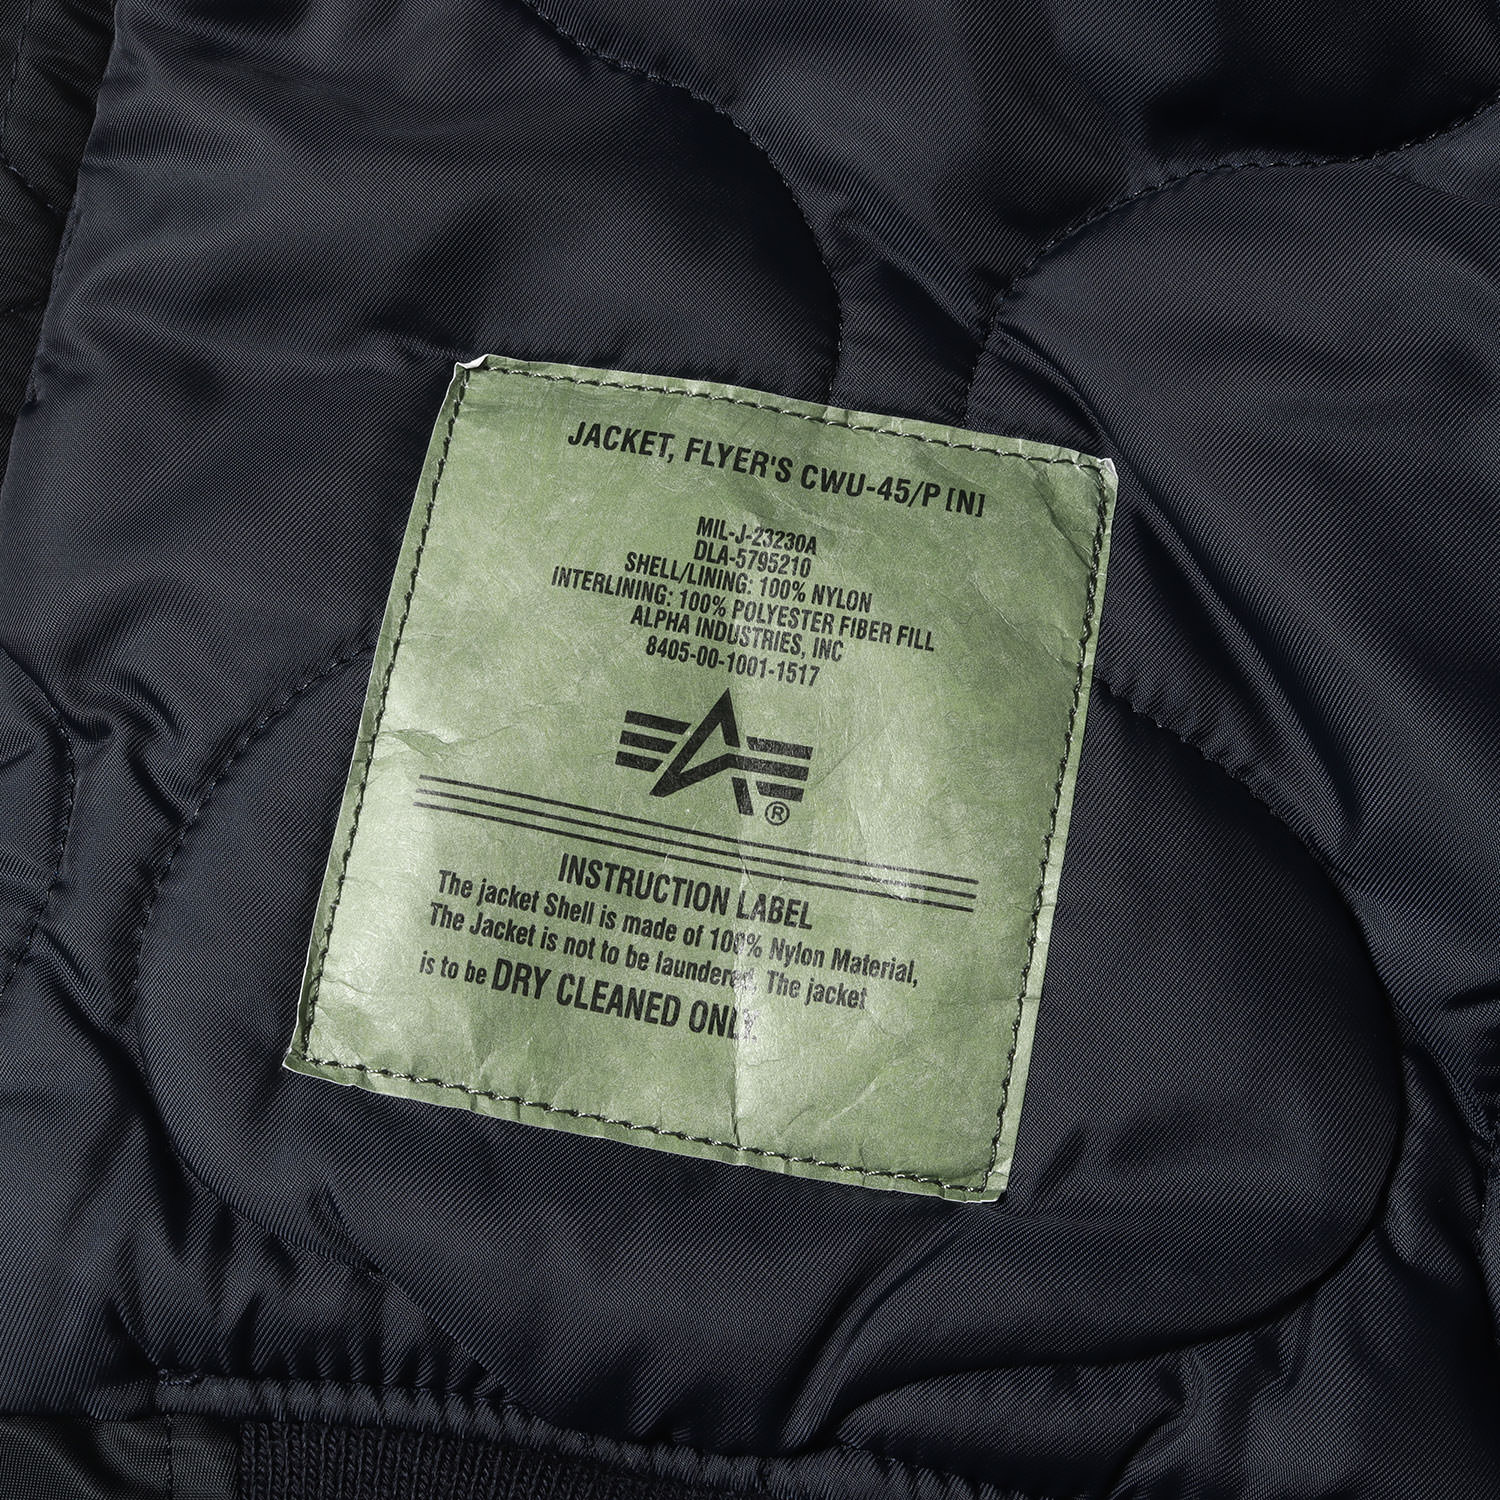 JACKET, FLYER'S CWU-45/P [N]
MIL-J-23230A
DLA-5795210
SHELL/LINING: 100% NYLON
INTERLINING: 100% POLYESTER FIBER FILL
ALPHA INDUSTRIES, INC
8405-00-1001-1517
®
INSTRUCTION LABEL
The jacket Shell is made of 100% Nylon Material,
The Jacket is not to be laundered, The jacket
is to be DRY CLEANED ONLY.